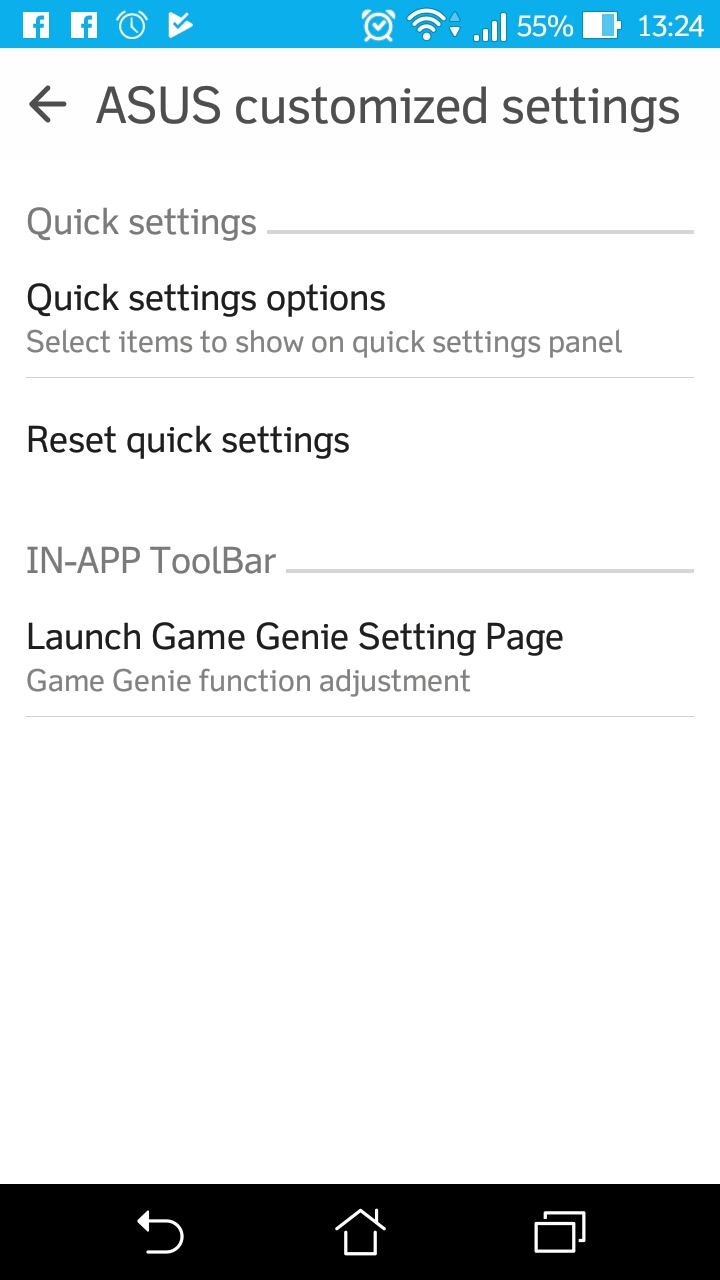 55% 13:24
ASUS customized settings
Quick settings
Quick settings options
Select items to show on quick settings panel
Reset quick settings
IN-APP ToolBar
Launch Game Genie Setting Page
Game Genie function adjustment